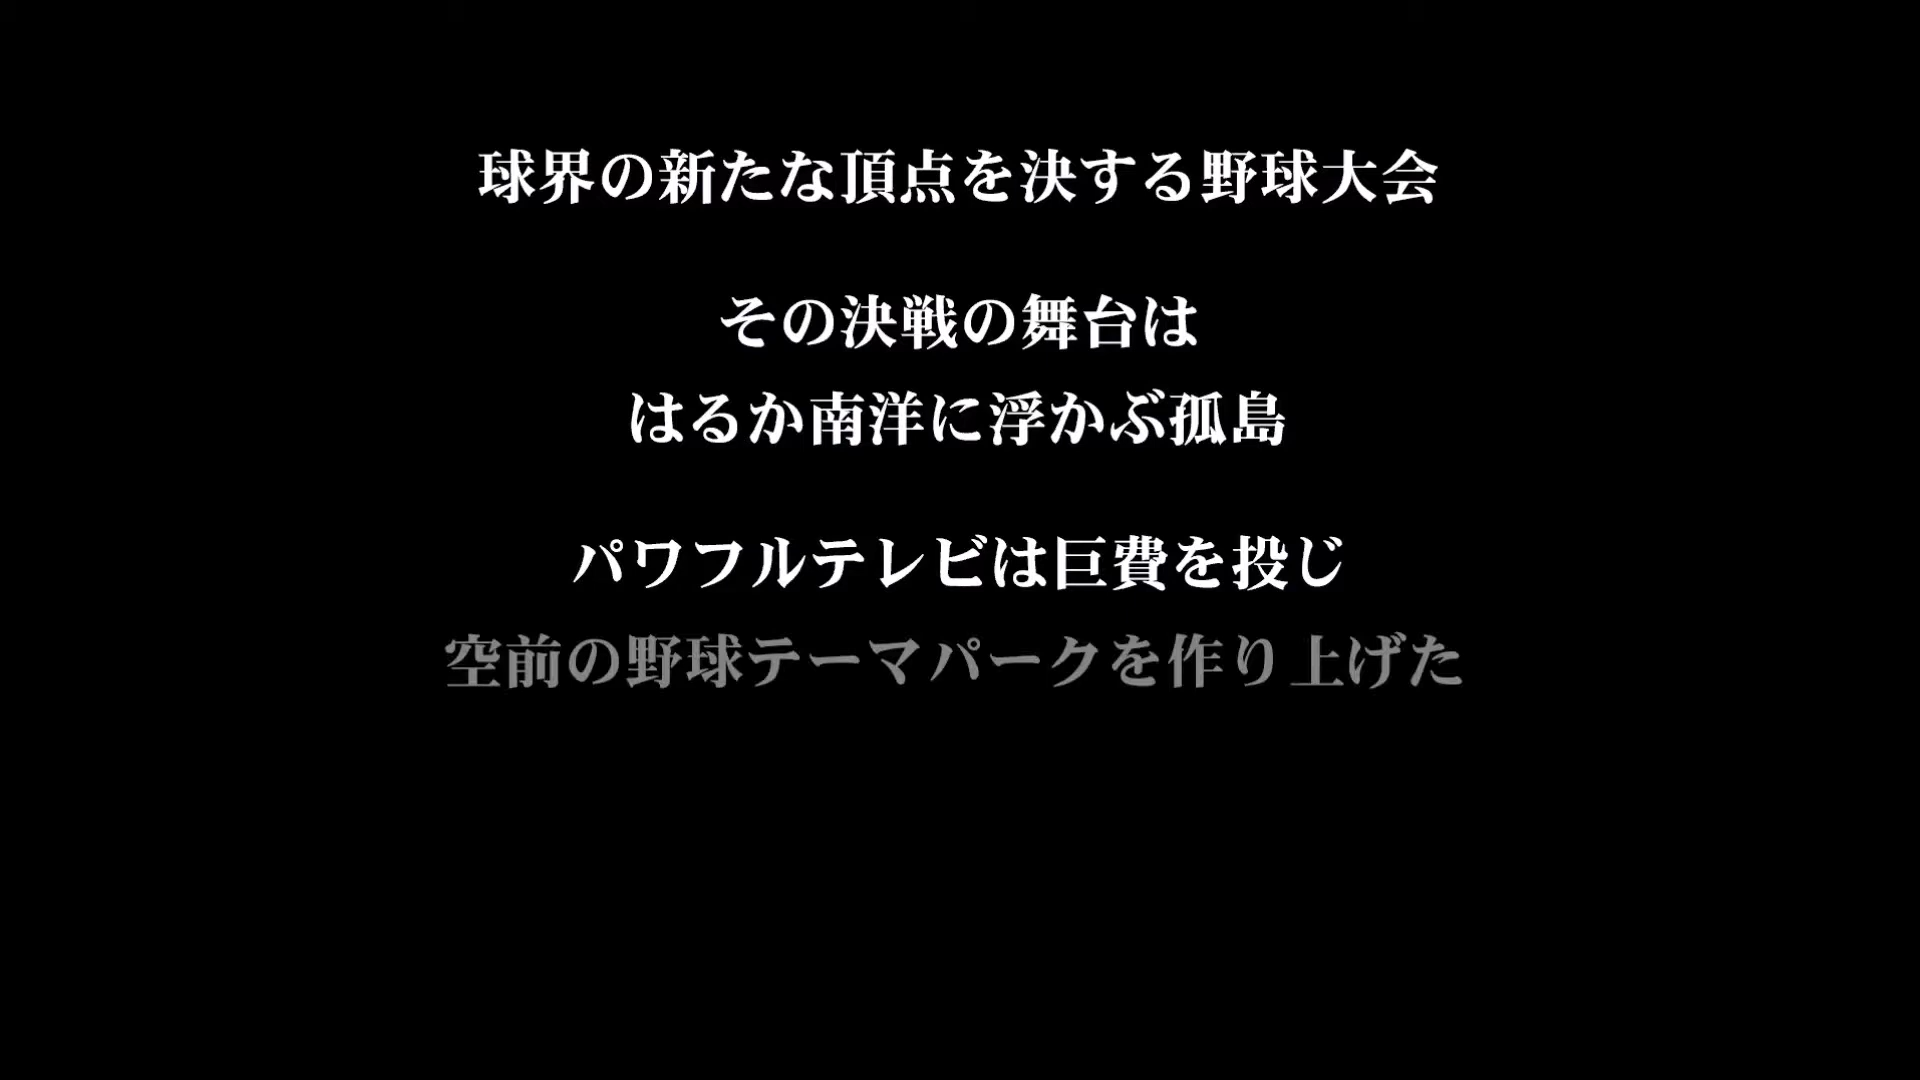 球界の新たな頂点を決する野球大会
その決戦の舞台は
はるか南洋に浮かぶ孤島
パワフルテレビは巨費を投じ
空前の野球テーマパークを作り上げた